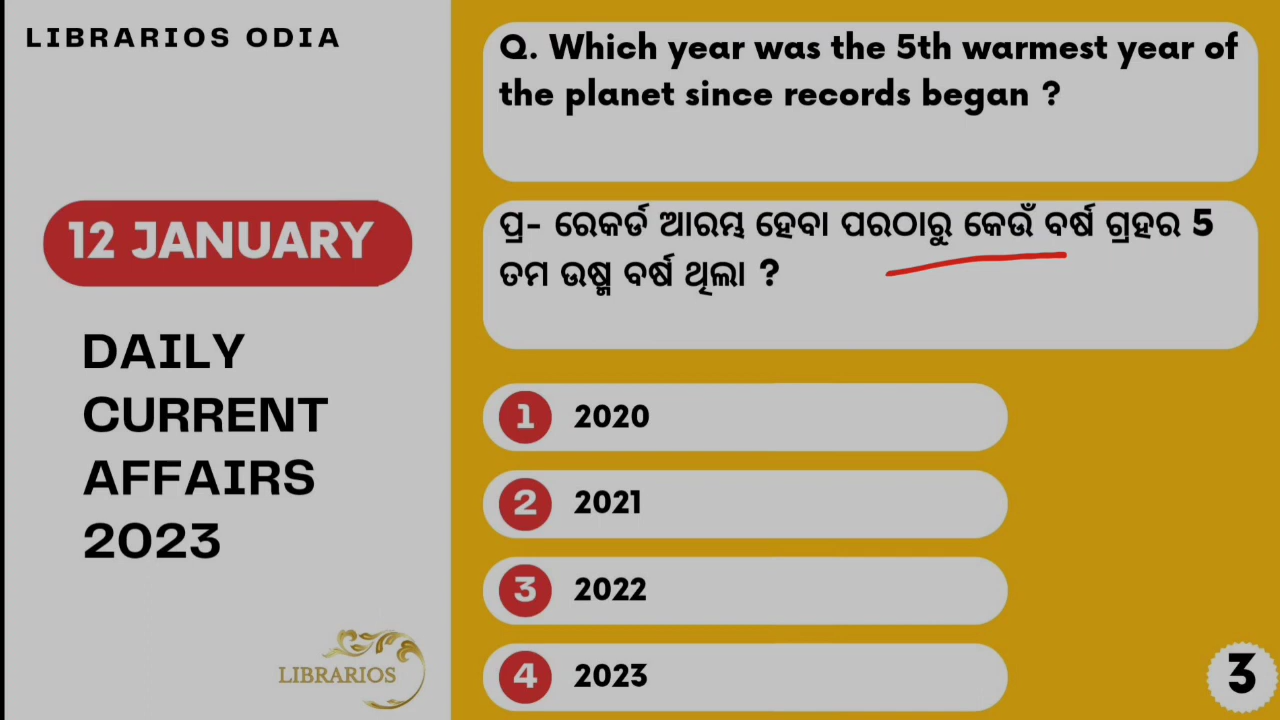 LIBRARIOS ODIA
12 JANUARY
DAILY
CURRENT
AFFAIRS
2023
LIBRARIOS
Q. Which year was the 5th warmest year of
the planet since records began ?
ପ୍ର- ରେକର୍ଡ ଆରମ୍ଭ ହେବା ପରଠାରୁ କେଉଁ ବର୍ଷ ଗ୍ରହର 5
ତମ ଉଷ୍ମ ବର୍ଷ ଥିଲା ?
1 2020
2 2021
3 2022
4 2023
3